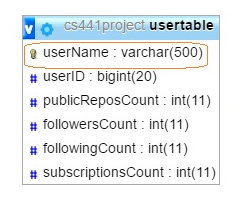 v cs441project usertable
userName : varchar(500)
# userID : bigint(20)
# publicReposCount : int(11)
# followersCount : int(11)
# followingCount : int(11)
# subscriptionsCount : int(11)